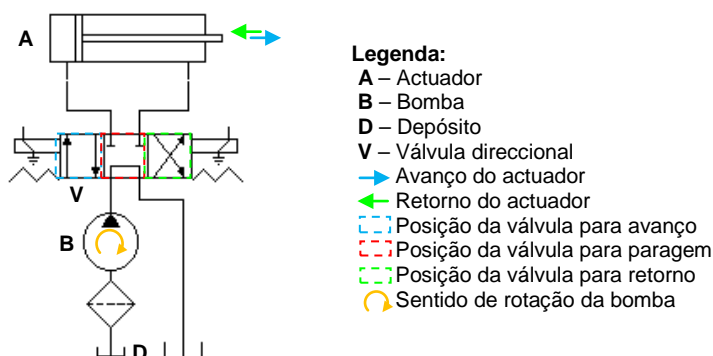 A
V
B
D
Legenda:
A – Actuador
B – Bomba
D – Depósito
V – Válvula direccional
Avanço do actuador
Retorno do actuador
Posição da válvula para avanço
Posição da válvula para paragem
Posição da válvula para retorno
Sentido de rotação da bomba